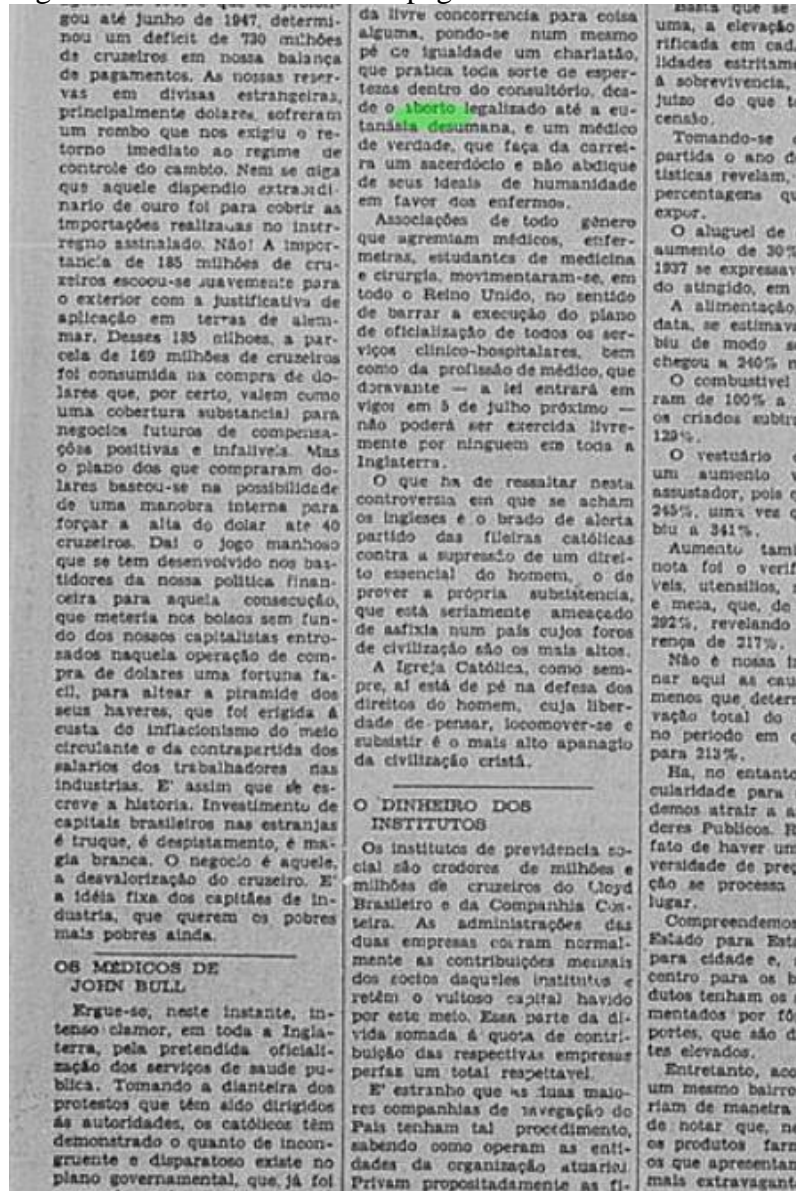 gou até junho de 1947, determi-
nou um deficit de 730 milhões
de cruzeiros em nossa balança
de pagamentos. As nossas reser-
vas em divisas estrangeiras,
principalmente dolares, sofreram
um rombo que nos exigiu o re-
torno imediato ao regime de
controle do cambio. Nem se diga
que aquele dispendio extraordi-
nario de ouro foi para cobrir as
importações realizadas no inter-
regno assinalado. Não! A impor-
tancia de 185 milhões de cru-
zeiros escoou-se suavemente para
o exterior com a justificativa de
aplicação em terras de alem-
mar. Desses 185 milhoes, a par-
cela de 169 milhões de cruzeiros
foi consumida na compra de do-
lares que, por certo, valem como
uma cobertura substancial para
negocios futuros de compensa-
ções positivas e infaliveis. Mas
o plano dos que compraram do-
lares baseou-se na possibilidade
de uma manobra interna para
forçar a alta do dolar ate 40
cruzeiros. Daí o jogo manhoso
que se tem desenvolvido nos bas-
tidores da nossa politica finan-
ceira para aquela consecução,
que meteria nos bolsos sem fun-
do dos nossos capitalistas entro-
sados naquela operação de com-
pra de dolares uma fortuna fa-
cil, para altear a piramide dos
seus haveres, que foi erigida á
custa do inflacionismo do meio
circulante e da contrapartida dos
salarios dos trabalhadores nas
industrias. E' assim que se es-
creve a historia. Investimento de
capitais brasileiros nas estranjas
é truque, é despistamento, é ma-
gia branca. O negocio é aquele,
a desvalorização do cruzeiro. E'
a idéia fixa dos capitães de in-
dustria, que querem os pobres
mais pobres ainda.
OS MÉDICOS DE
JOHN BULL
Ergue-se, neste instante, in-
tenso clamor, em toda a Ingla-
terra, pela pretendida oficiali-
zação dos serviços de saude pu-
blica. Tomando a dianteira dos
protestos que têm sido dirigidos
ás autoridades, os católicos têm
demonstrado o quanto de incon-
gruente e disparatoso existe no
plano governamental, que já foi
da livre concorrencia para coisa
alguma, pondo-se num mesmo
pé de igualdade um charlatão,
que pratica toda sorte de esper-
tezas dentro do consultório, des-
de o aborto legalizado até a eu-
tanásia desumana, e um médico
de verdade, que faça da carrei-
ra um sacerdócio e não abdique
de seus ideais de humanidade
em favor dos enfermos.
Associações de todo gênero
que agremiam médicos, enfer-
meiras, estudantes de medicina
e cirurgia, movimentaram-se, em
todo o Reino Unido, no sentido
de barrar a execução do plano
de oficialização de todos os ser-
viços clinico-hospitalares, bem
como da profissão de médico, que
doravante — a lei entrará em
vigor em 5 de julho próximo —
não poderá ser exercida livre-
mente por ninguem em toda a
Inglaterra.
O que ha de ressaltar nesta
controversia em que se acham
os ingleses é o brado de alerta
partido das fileiras católicas
contra a supressão de um direi-
to essencial do homem, o de
prover a própria subsistencia,
que está seriamente ameaçado
de asfixia num país cujos foros
de civilização são os mais altos.
A Igreja Católica, como sem-
pre, aí está de pé na defesa dos
direitos do homem, cuja liber-
dade de pensar, locomover-se e
subsistir é o mais alto apanagio
da civilização cristã.
O DINHEIRO DOS
INSTITUTOS
Os institutos de previdencia so-
cial são credores de milhões e
milhões de cruzeiros do Lloyd
Brasileiro e da Companhia Cos-
teira. As administrações das
duas empresas cobram normal-
mente as contribuições mensais
dos socios daqueles institutos e
retêm o vultoso capital havido
por este meio. Essa parte da di-
vida somada á quota de contri-
buição das respectivas empresas
perfas um total respeitavel.
E' estranho que as duas maio-
res companhias de navegação do
País tenham tal procedimento,
sabendo como operam as enti-
dades da organização atuarial
Privam propositadamente as fi-
Basta que se
uma, a elevação
rificada em cad
lidades estritame
á sobrevivencia,
juizo do que t
censão.
Tomando-se
partida o ano d
tisticas revelam,
percentagens qu
expor.
O aluguel de
aumento de 30%
1937 se expressav
do atingido, em
A alimentação,
data, se estimava
biu de modo s
chegou a 240% n
O combustivel
ram de 100% a
os criados subir
129%.
O vestuário
um aumento v
assustador, pois q
245%, uma vez q
biu a 341%.
Aumento tami
nota foi o verif
veis, utensilios, s
e mesa, que, de
292%, revelando
rença de 217%.
Não é nossa i
nar aqui as cau
menos que deter
vação total do
no periodo em q
para 213%.
Ha, no entanto
cularidade para
demos atrair a a
deres Publicos. R
fato de haver um
versidade de preç
ção se processa
lugar.
Compreendemos
Estado para Esta
para cidade e,
centro para os b
dutos tenham os
mentados por fô
portes, que são d
tes elevados.
Entretanto, aco
um mesmo bairro
riam de maneira
de notar que, ne
os produtos farm
os que apresentam
mais extravagant